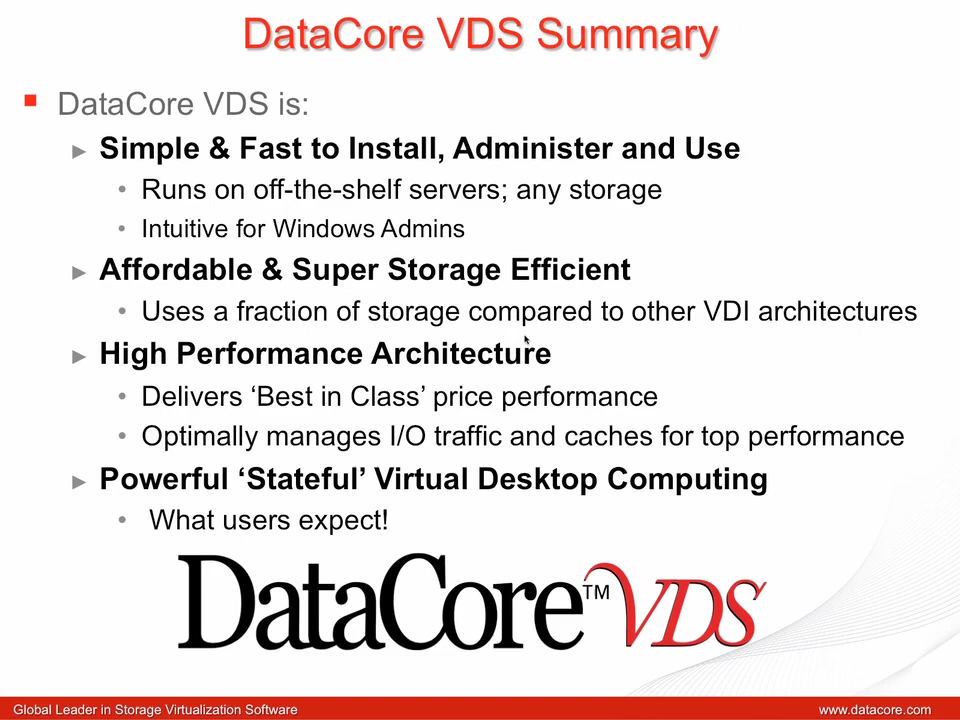 DataCore VDS Summary
DataCore VDS is:
Simple & Fast to Install, Administer and Use
Runs on off-the-shelf servers; any storage
Intuitive for Windows Admins
Affordable & Super Storage Efficient
Uses a fraction of storage compared to other VDI architectures
High Performance Architecture
Delivers ‘Best in Class’ price performance
Optimally manages I/O traffic and caches for top performance
Powerful ‘Stateful’ Virtual Desktop Computing
What users expect!
DataCore™ VDS
Global Leader in Storage Virtualization Software
www.datacore.com